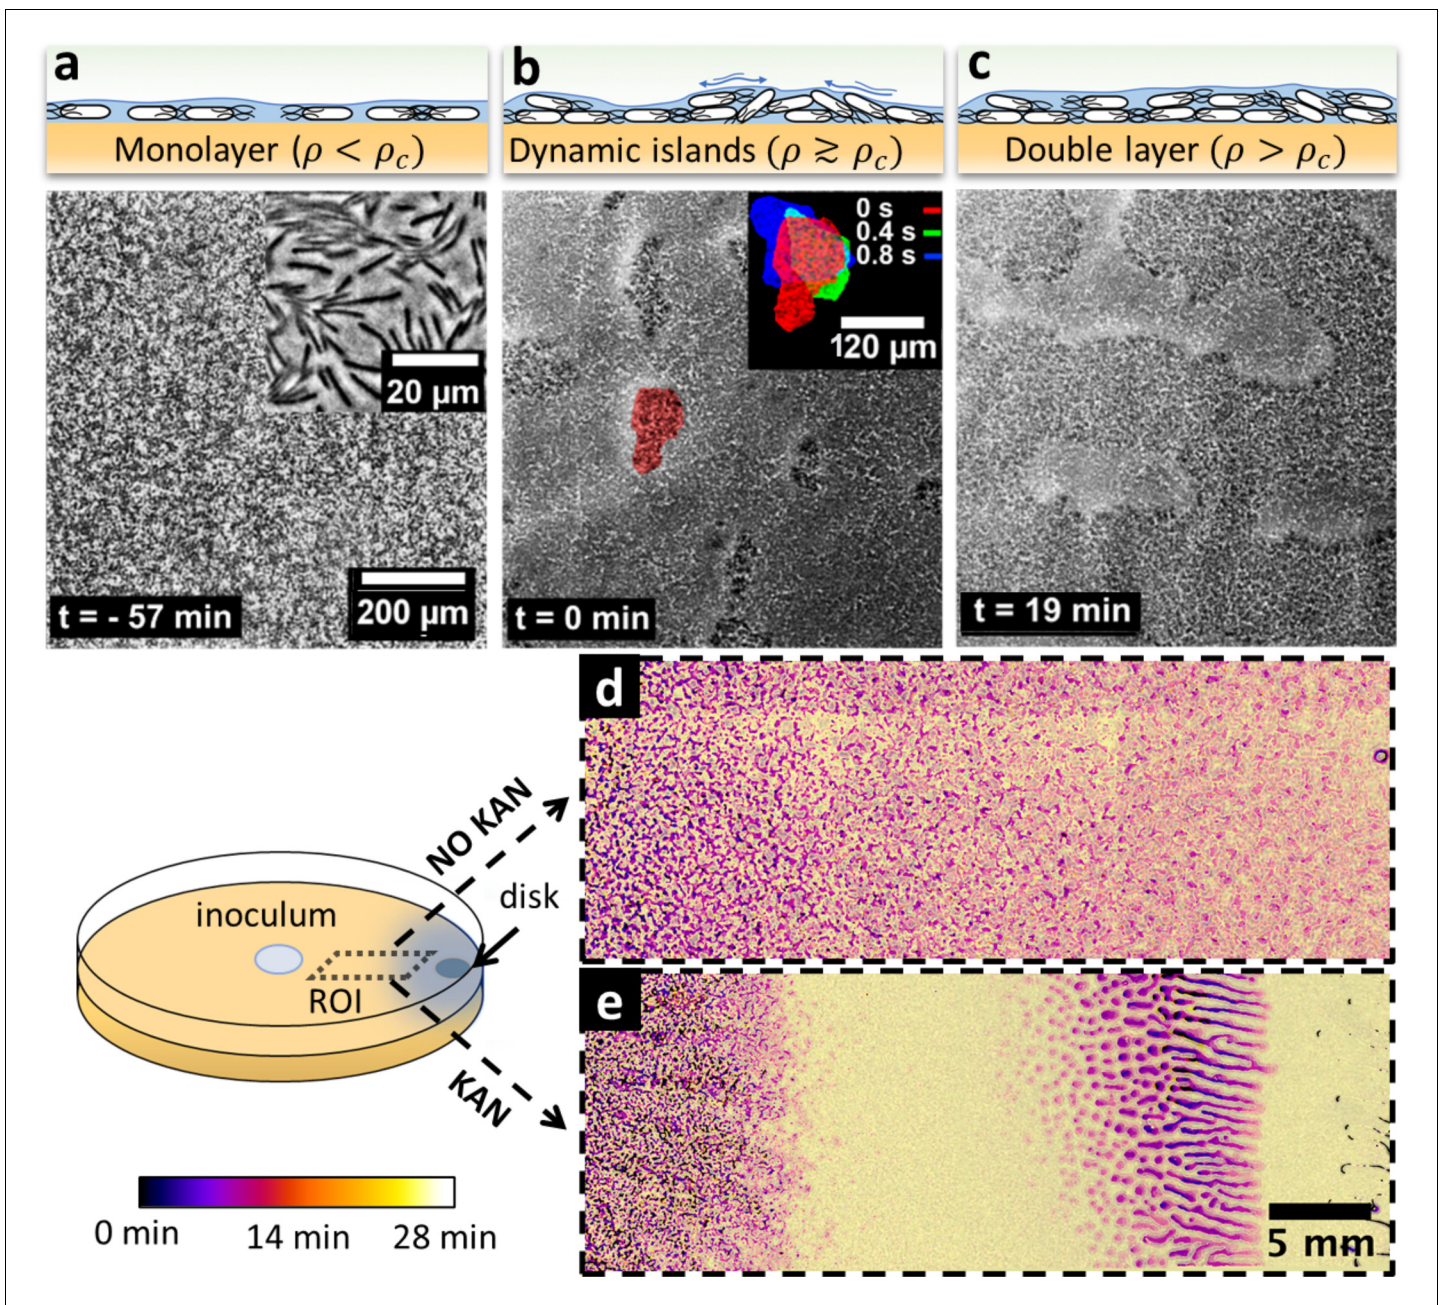 a
Monolayer (ρ < ρc)
20 μm
200 μm
t = - 57 min
b
Dynamic islands (ρ ≳ ρc)
0 s
0.4 s
0.8 s
120 μm
t = 0 min
c
Double layer (ρ > ρc)
t = 19 min
inoculum
ROI
disk
NO KAN
KAN
0 min 14 min 28 min
d
e
5 mm